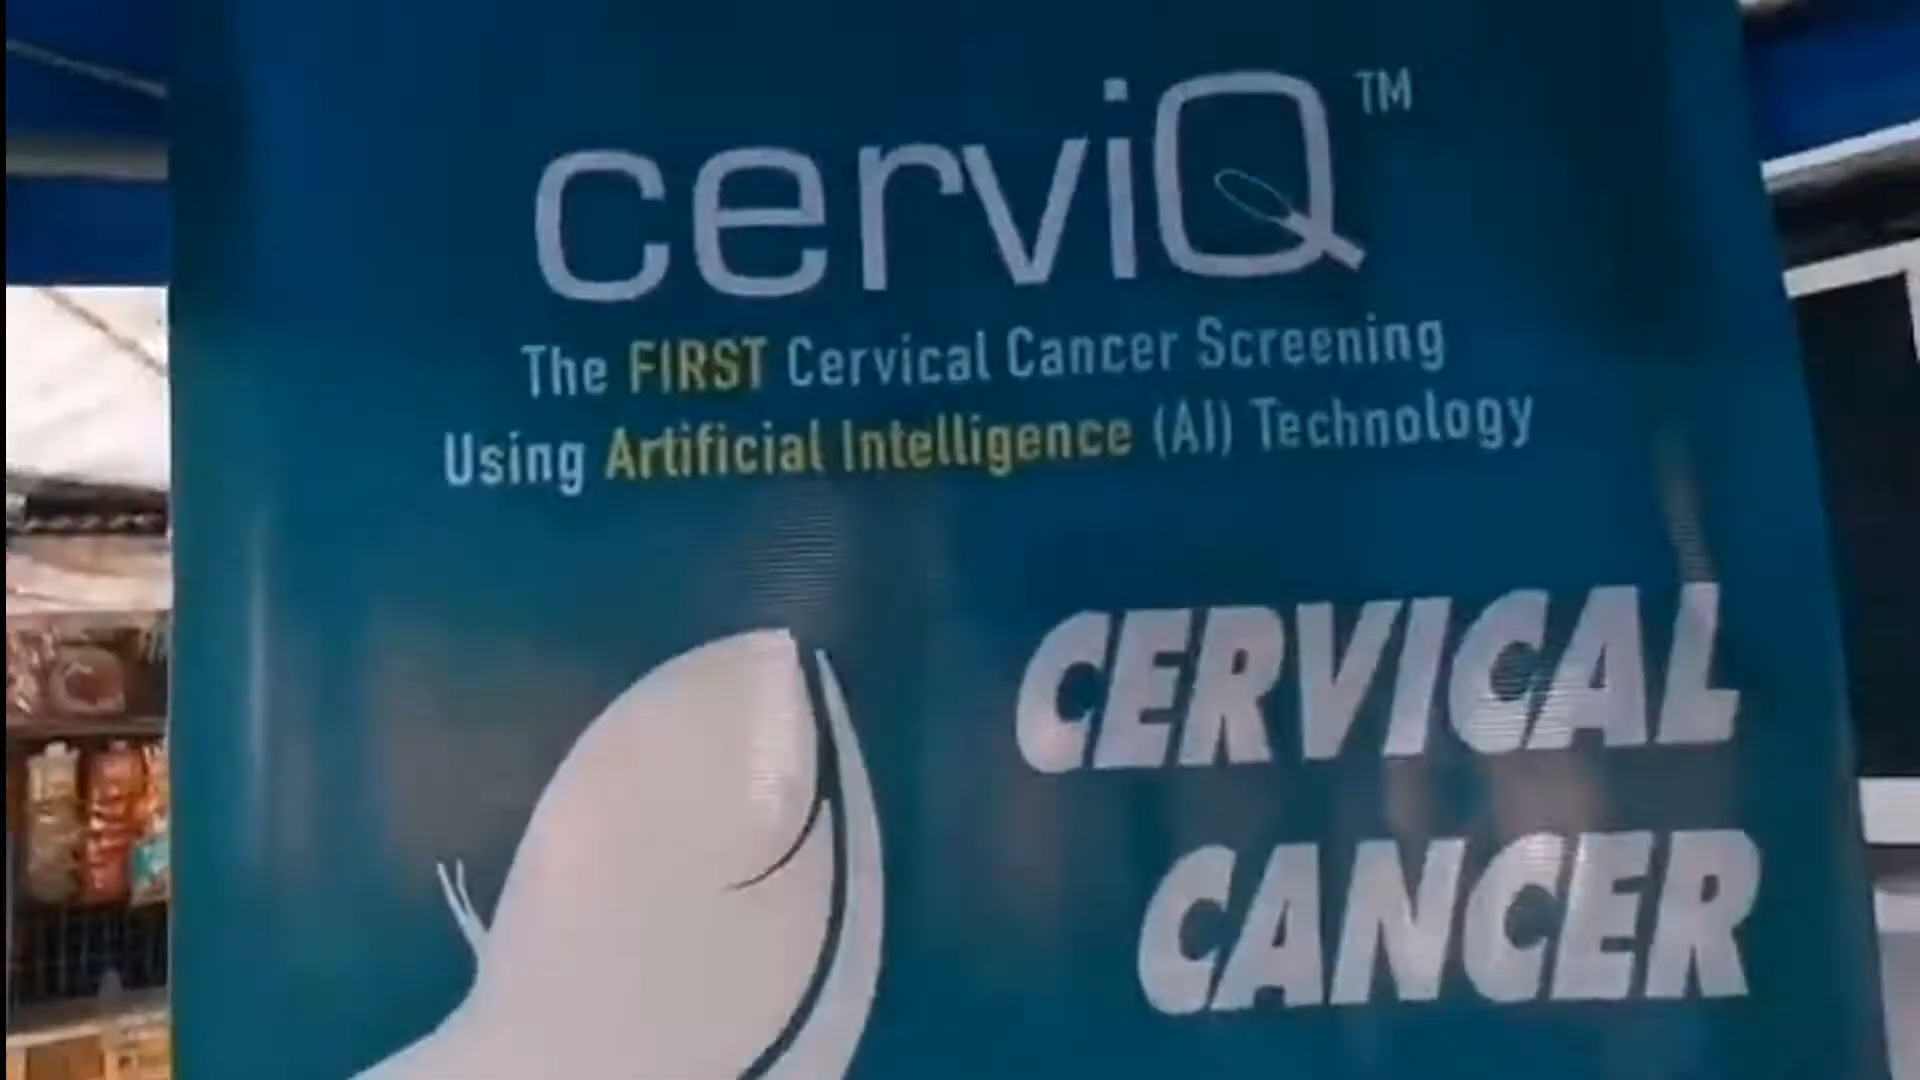 cerviQ™
The FIRST Cervical Cancer Screening
Using Artificial Intelligence (AI) Technology
CERVICAL
CANCER